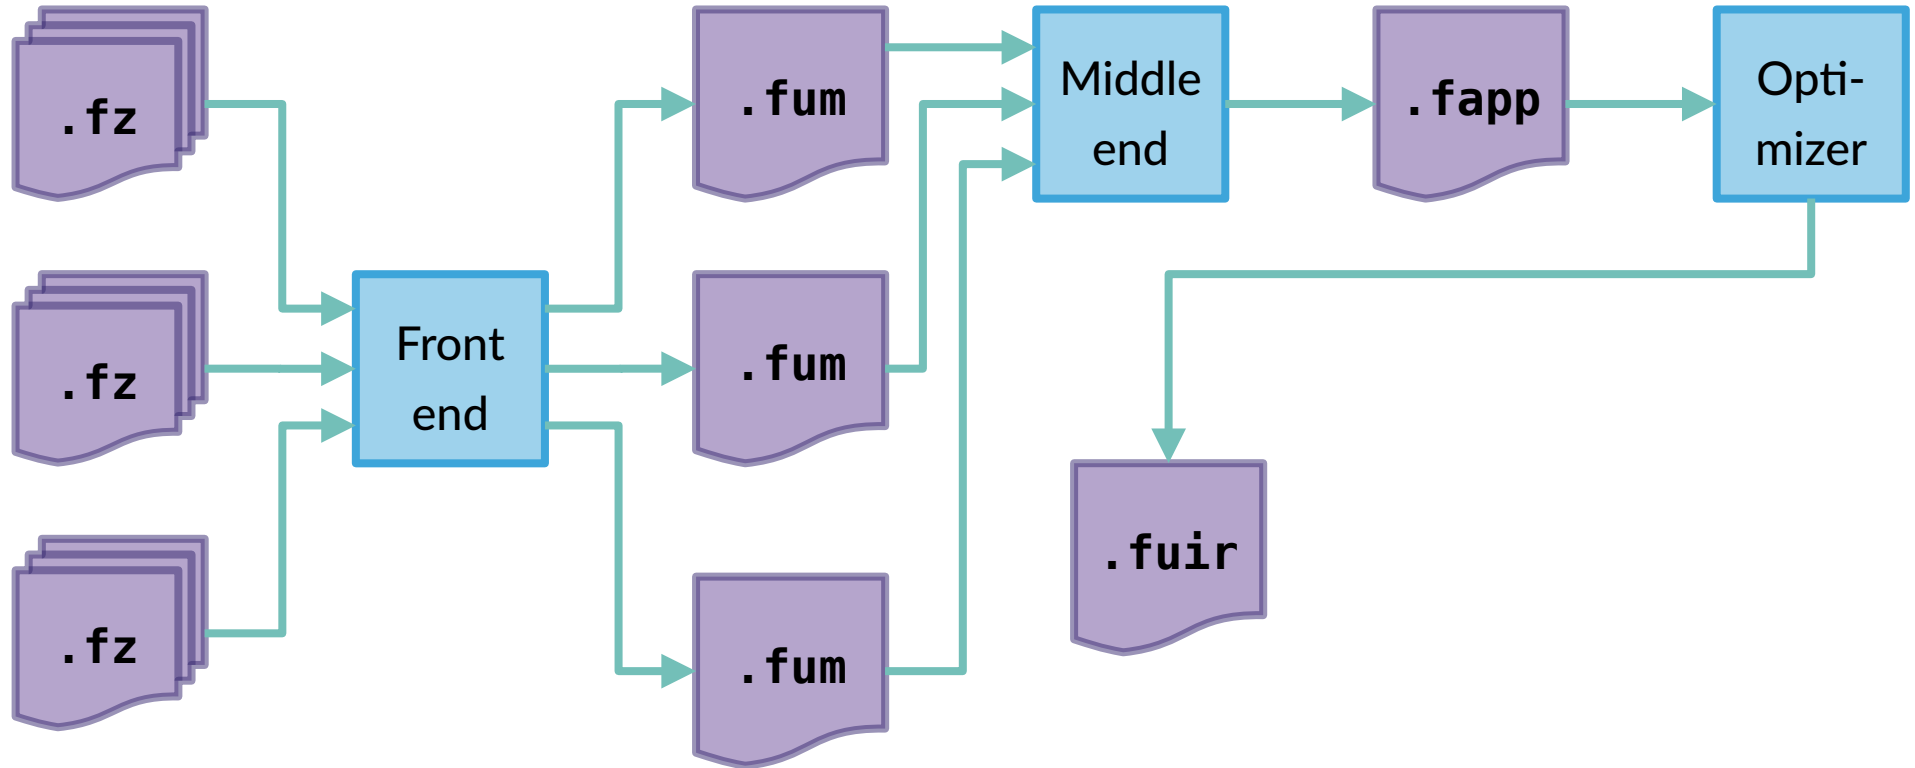 .fz
.fum
Middle
end
.fapp
Opti-
mizer
.fz
Front
end
.fum
.fuir
.fz
.fum